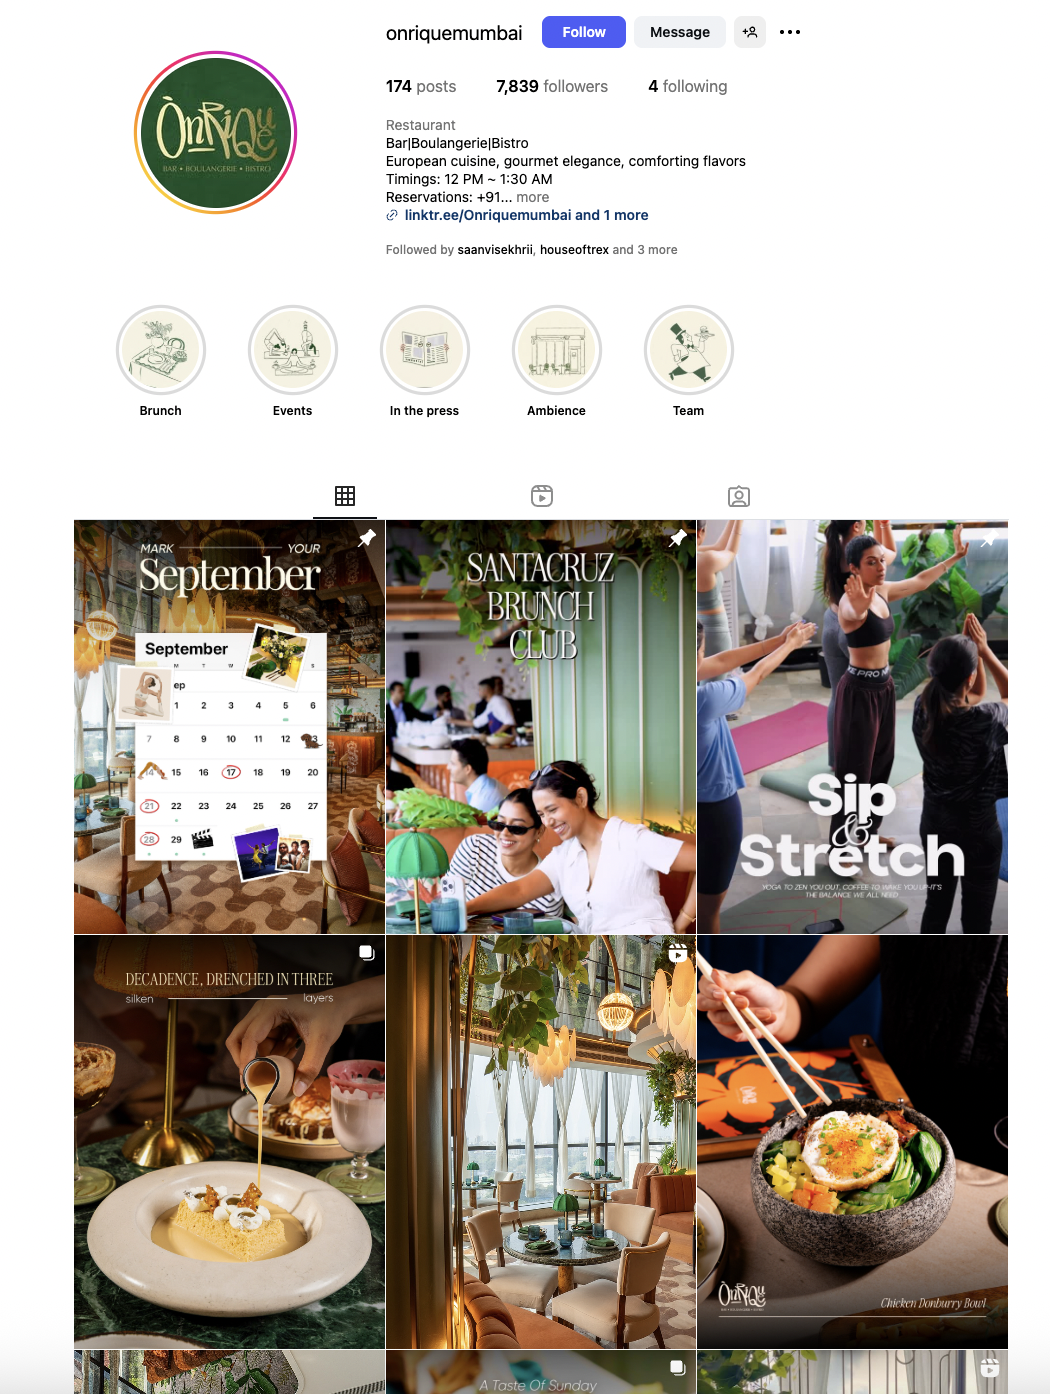 onriquemumbai
Follow
Message
174 posts
7,839 followers
4 following
ÒnRiQue
BAR • BOULANGERIE • BISTRO
Restaurant
Bar|Boulangerie|Bistro
European cuisine, gourmet elegance, comforting flavors
Timings: 12 PM ~ 1:30 AM
Reservations: +91... more
linktr.ee/Onriquemumbai and 1 more
Followed by saanvisekhrii, houseoftrex and 3 more
Brunch
Events
In the press
Ambience
Team
MARK YOUR
September
September
M T W S
ep
1 2 3 4 5 6
7 8 9 10 11 12 13
14 15 16 17 18 19 20
21 22 23 24 25 26 27
28 29
SANTACRUZ
BRUNCH
CLUB
Sip
&
Stretch
YOGA TO ZEN YOU OUT, COFFEE TO WAKE YOU UP-IT'S
THE BALANCE WE ALL NEED
DECADENCE, DRENCHED IN THREE
silken layers
ÒnRiQue
BAR • BOULANGERIE • BISTRO
Chicken Donburry Bowl
A Taste Of Sunday